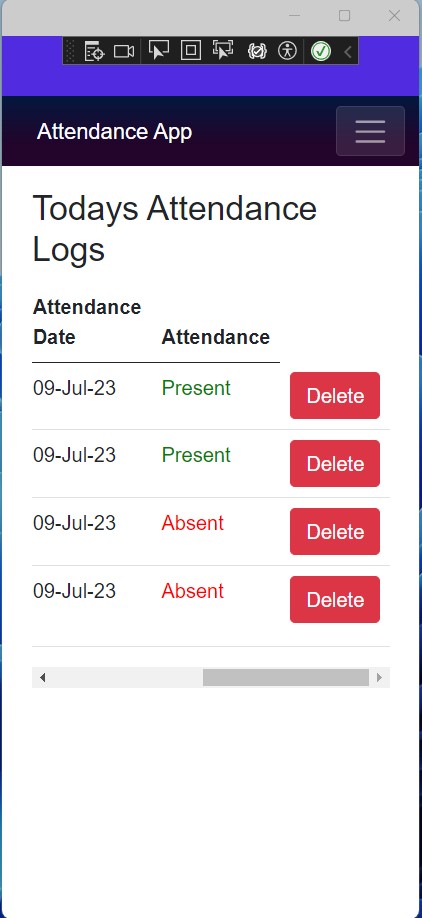 Attendance App
Todays Attendance
Logs
Attendance
Date Attendance
09-Jul-23 Present Delete
09-Jul-23 Present Delete
09-Jul-23 Absent Delete
09-Jul-23 Absent Delete